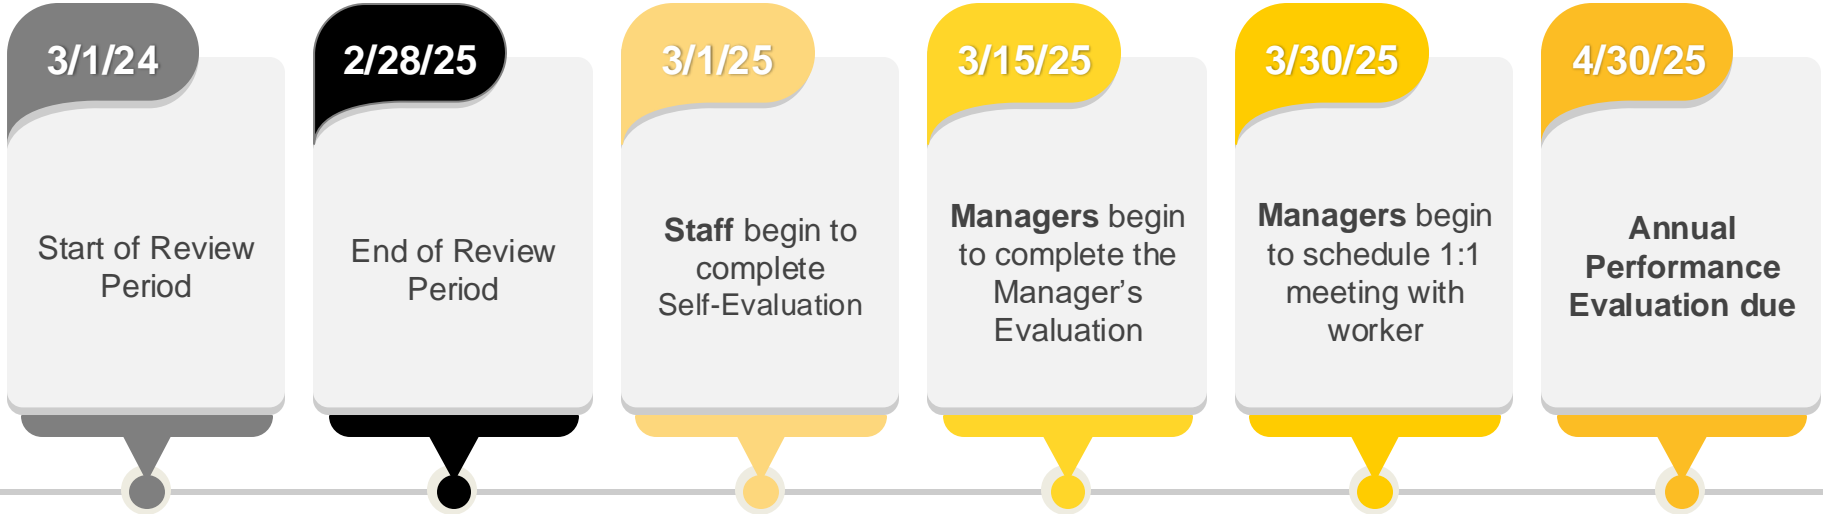 3/1/24
Start of Review
Period
2/28/25
End of Review
Period
3/1/25
Staff begin to
complete
Self-Evaluation
3/15/25
Managers begin
to complete the
Manager’s
Evaluation
3/30/25
Managers begin
to schedule 1:1
meeting with
worker
4/30/25
Annual
Performance
Evaluation due